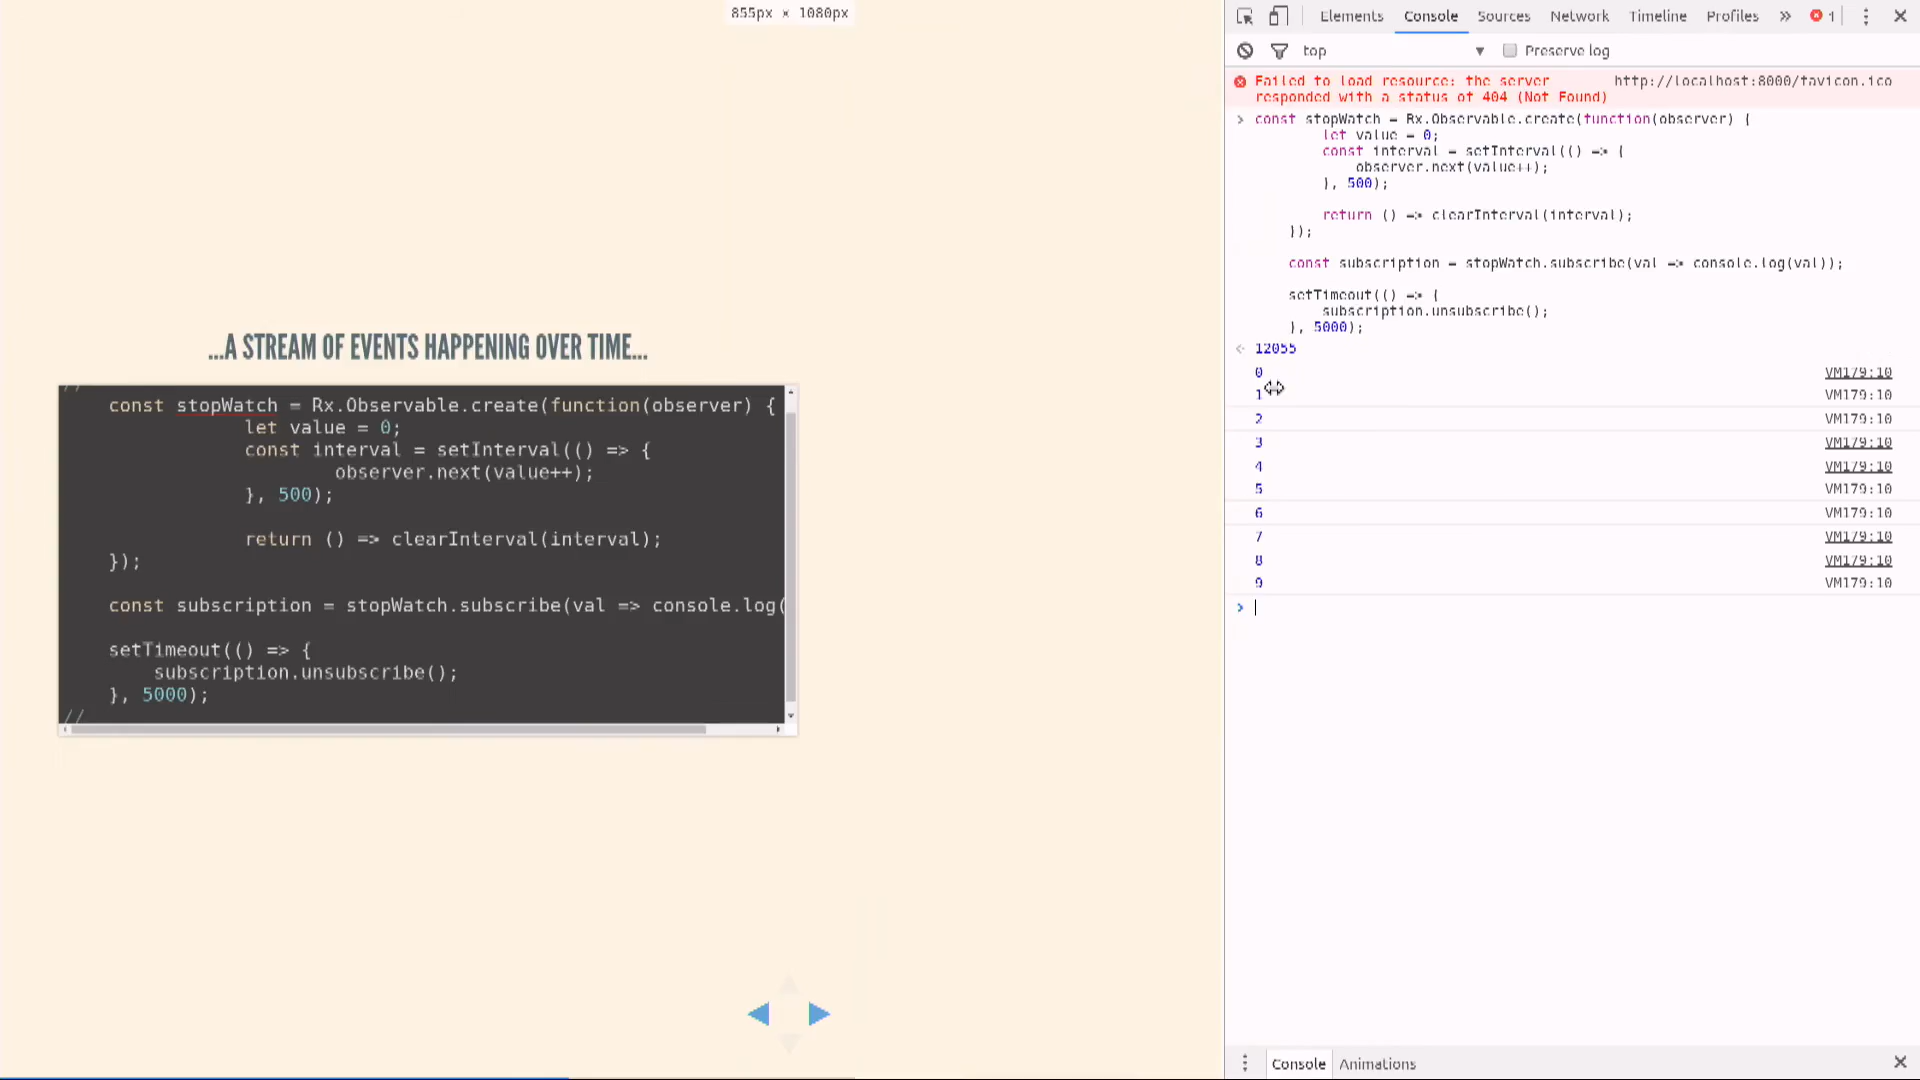 855px × 1080px
...A STREAM OF EVENTS HAPPENING OVER TIME...
//
const stopWatch = Rx.Observable.create(function(observer) {
let value = 0;
const interval = setInterval(() => {
observer.next(value++);
}, 500);
return () => clearInterval(interval);
});
const subscription = stopWatch.subscribe(val => console.log(
setTimeout(() => {
subscription.unsubscribe();
}, 5000);
//
Elements Console Sources Network Timeline Profiles » 1
top Preserve log
Failed to load resource: the server http://localhost:8000/favicon.ico
responded with a status of 404 (Not Found)
> const stopWatch = Rx.Observable.create(function(observer) {
let value = 0;
const interval = setInterval(() => {
observer.next(value++);
}, 500);
return () => clearInterval(interval);
});
const subscription = stopWatch.subscribe(val => console.log(val));
setTimeout(() => {
subscription.unsubscribe();
}, 5000);
12055
0 VM179:10
1 VM179:10
2 VM179:10
3 VM179:10
4 VM179:10
5 VM179:10
6 VM179:10
7 VM179:10
8 VM179:10
9 VM179:10
>
Console Animations